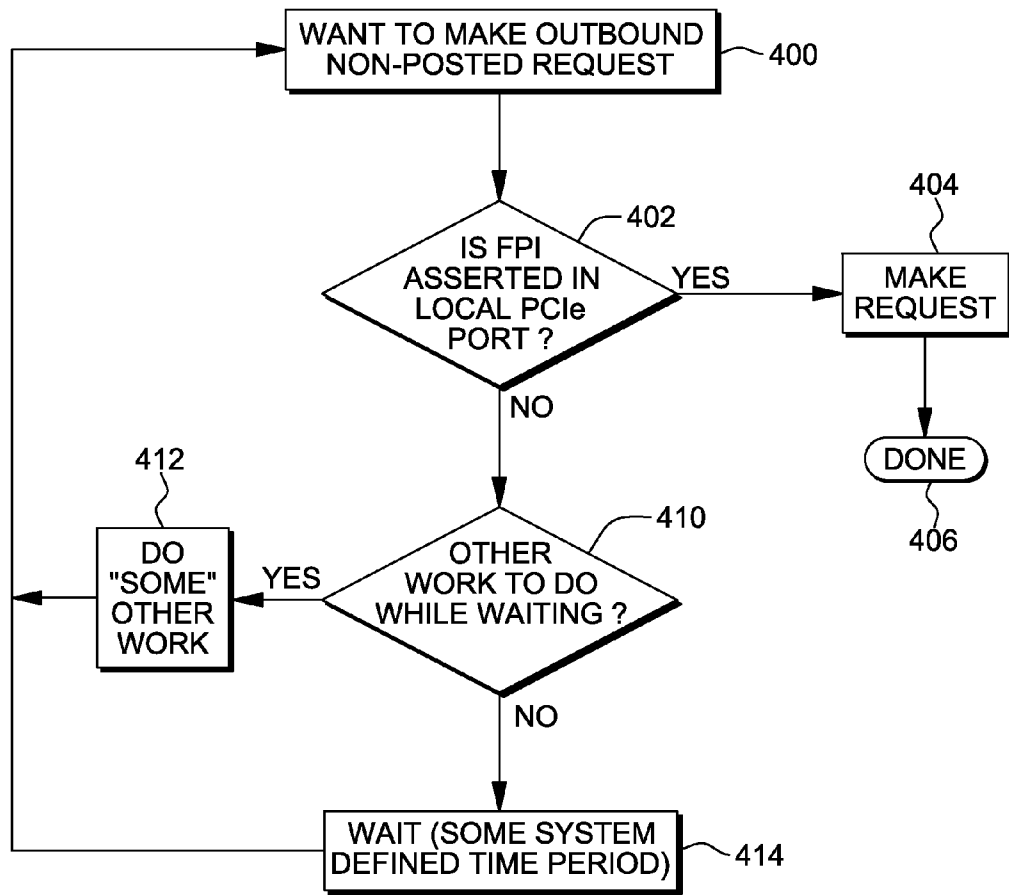 WANT TO MAKE OUTBOUND
NON-POSTED REQUEST
400
402
IS FPI
ASSERTED IN
LOCAL PCIe
PORT ?
YES
404
MAKE
REQUEST
NO
DONE
406
412
DO
"SOME"
OTHER
WORK
YES
410
OTHER
WORK TO DO
WHILE WAITING ?
NO
WAIT (SOME SYSTEM
DEFINED TIME PERIOD)
414